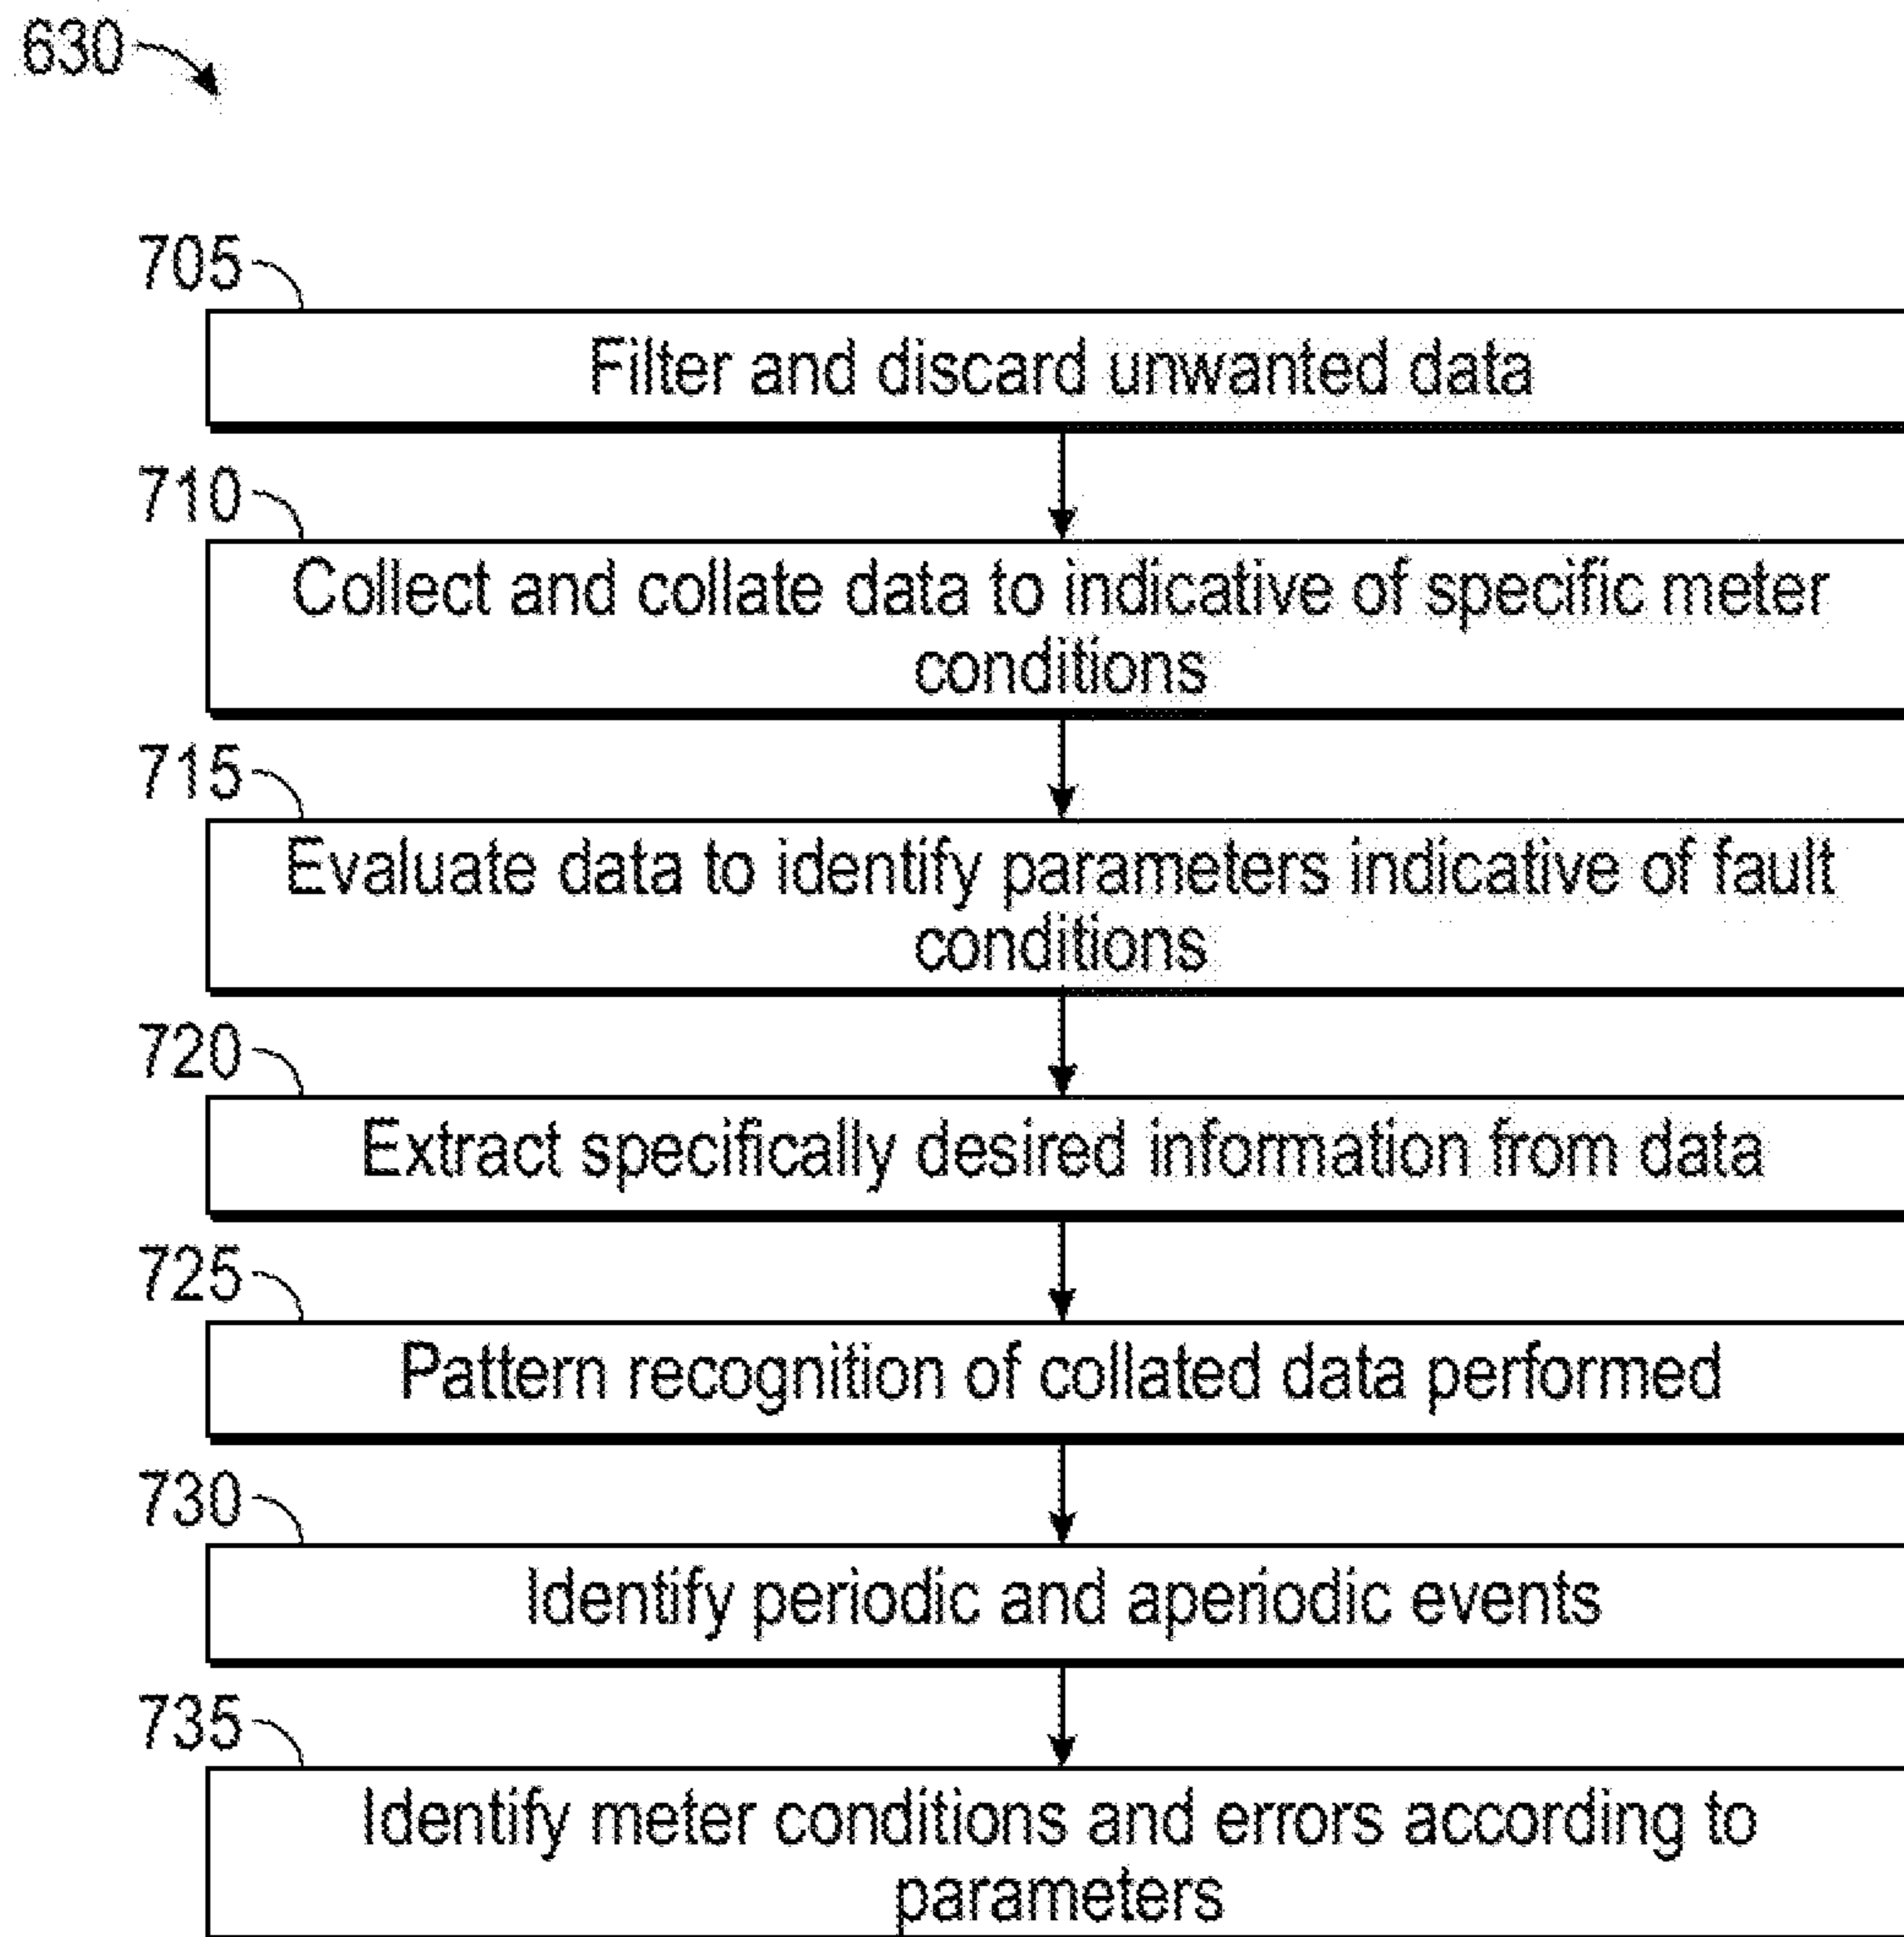 630
705
Filter and discard unwanted data
710
Collect and collate data to indicative of specific meter
conditions
715
Evaluate data to identify parameters indicative of fault
conditions
720
Extract specifically desired information from data
725
Pattern recognition of collated data performed
730
Identify periodic and aperiodic events
735
Identify meter conditions and errors according to
parameters